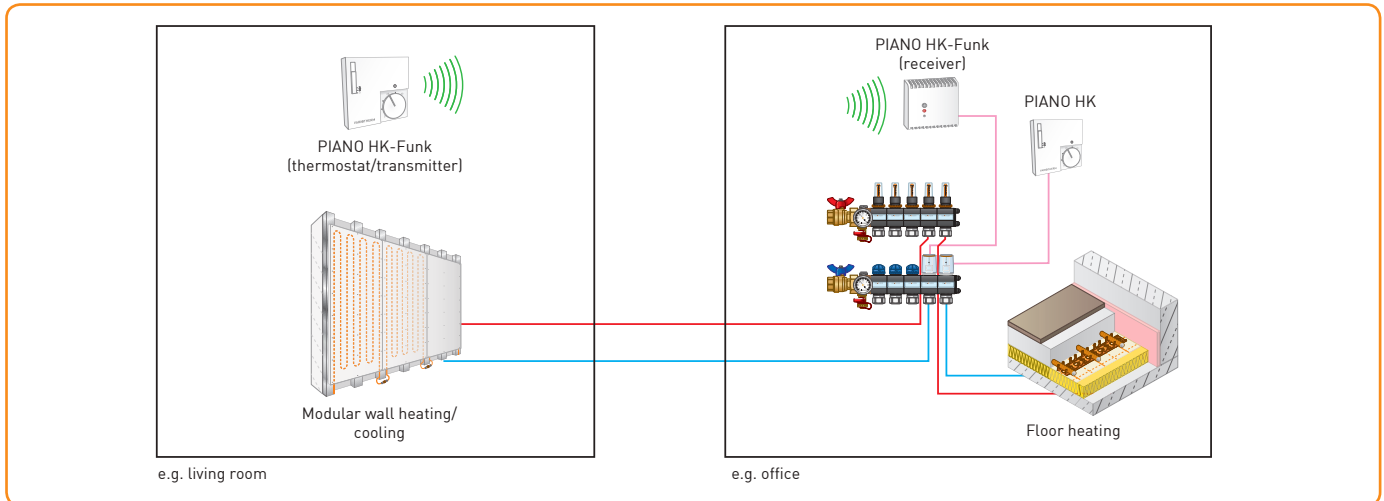 PIANO HK-Funk
(thermostat/transmitter)
Modular wall heating/
cooling
e.g. living room
PIANO HK-Funk
(receiver)
PIANO HK
Floor heating
e.g. office